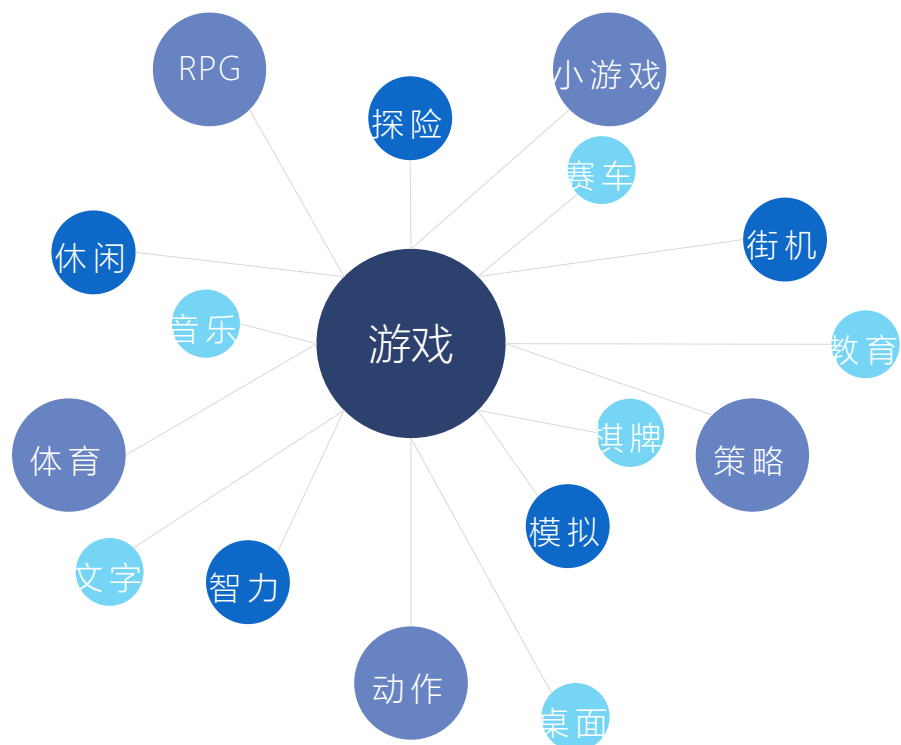 RPG
小游戏
探险
赛车
街机
休闲
音乐
游戏
教育
棋牌
体育
策略
模拟
文字
智力
动作
桌面